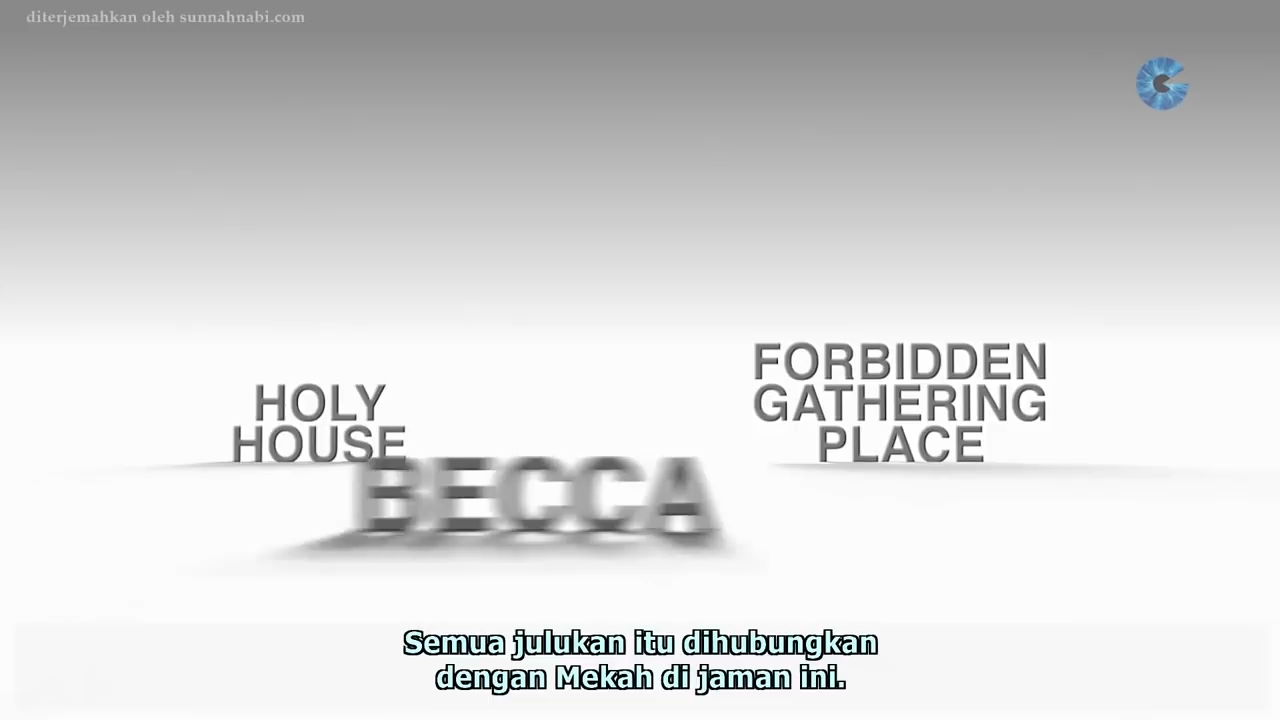 diterjemahkan oleh sunnahnabi.com
HOLY
HOUSE
FORBIDDEN
GATHERING
PLACE
BECCA
Semua julukan itu dihubungkan
dengan Mekah di jaman ini.